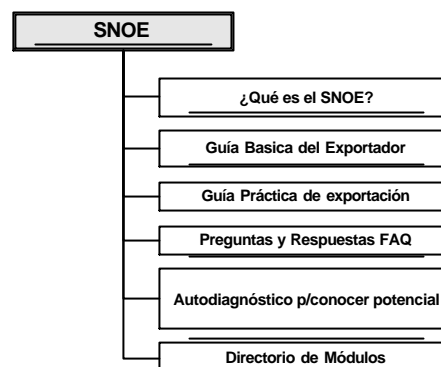 SNOE
¿Qué es el SNOE?
Guía Basica del Exportador
Guía Práctica de exportación
Preguntas y Respuestas FAQ
Autodiagnóstico p/conocer potencial
Directorio de Módulos